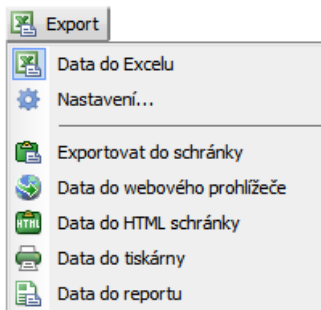 Export
Data do Excelu
Nastavení...
Exportovat do schránky
Data do webového prohlížeče
HTML Data do HTML schránky
Data do tiskárny
Data do reportu